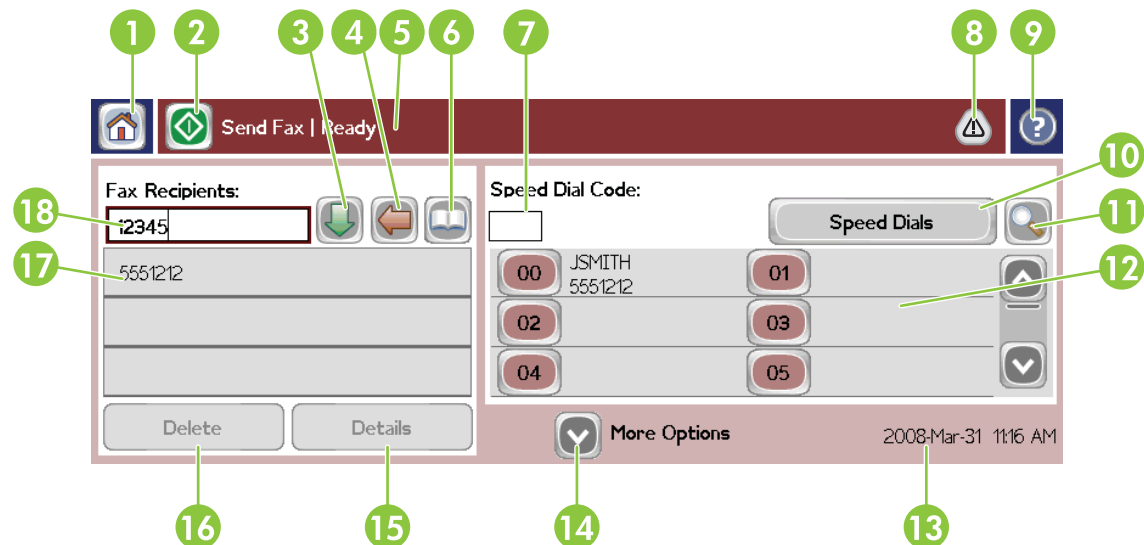 1 2 3 4 5 6 7 8 9
Send Fax | Ready
?
10
Fax Recipients:
Speed Dial Code:
18
12345
Speed Dials
11
17
5551212
00 JSMITH 01
5551212
12
02 03
04 05
Delete Details
More Options
2008-Mar-31 11:16 AM
16 15 14 13